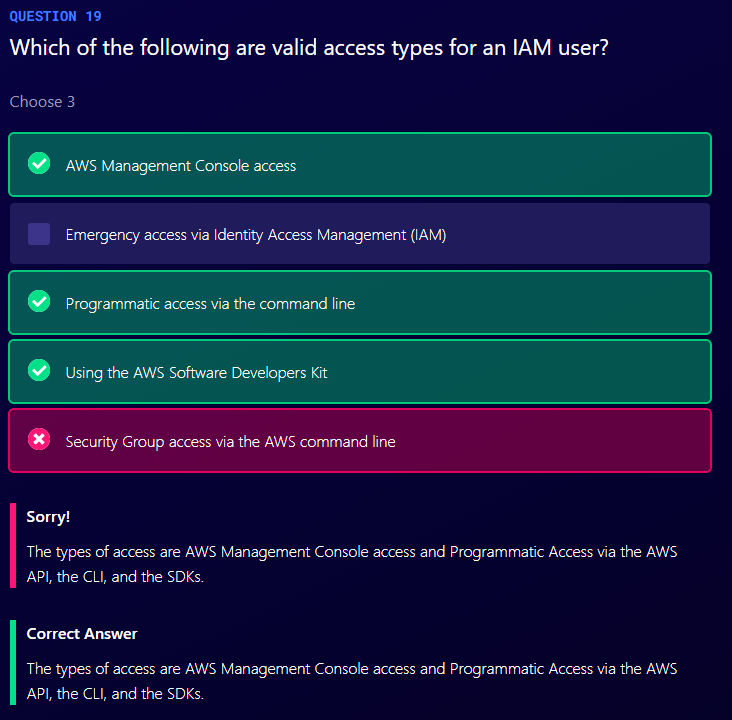 QUESTION 19
Which of the following are valid access types for an IAM user?
Choose 3
AWS Management Console access
Emergency access via Identity Access Management (IAM)
Programmatic access via the command line
Using the AWS Software Developers Kit
Security Group access via the AWS command line
Sorry!
The types of access are AWS Management Console access and Programmatic Access via the AWS
API, the CLI, and the SDKs.
Correct Answer
The types of access are AWS Management Console access and Programmatic Access via the AWS
API, the CLI, and the SDKs.